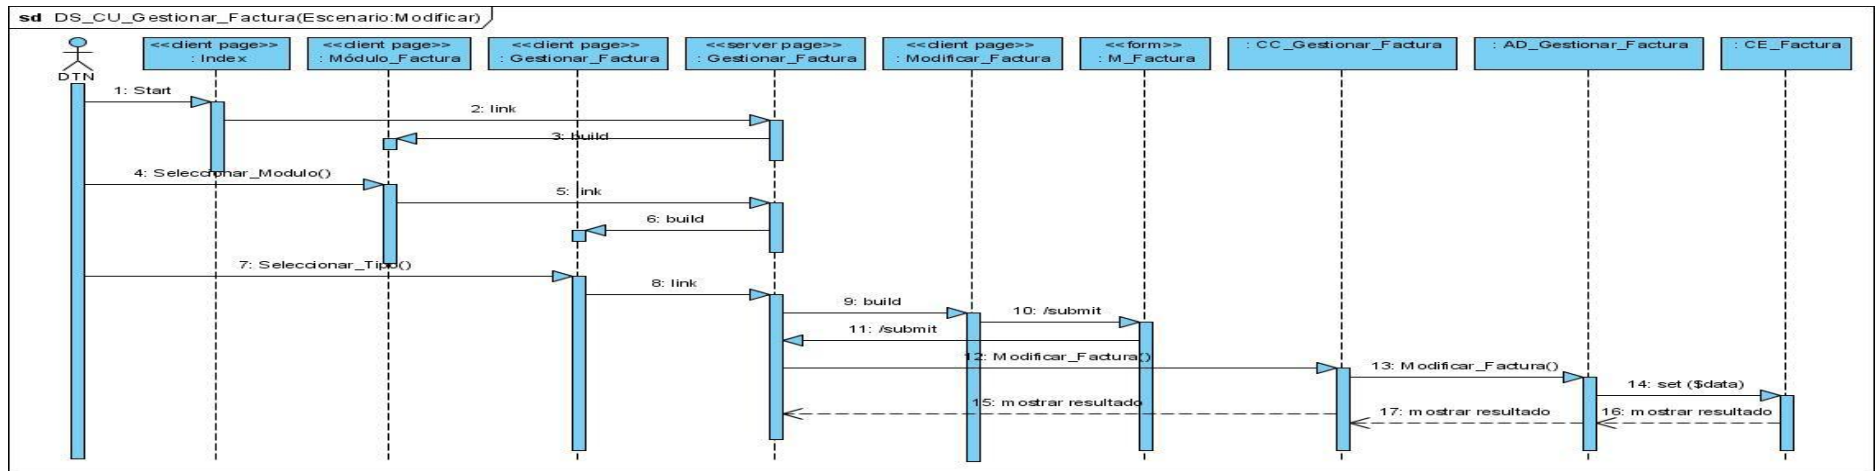 sd DS_CU_Gestionar_Factura(Escenario:Modificar)
DTN
<<client page>>
: Index
<<client page>>
: Módulo_Factura
<<client page>>
: Gestionar_Factura
<<server page>>
: Gestionar_Factura
<<client page>>
: Modificar_Factura
<<form>>
: M_Factura
: CC_Gestionar_Factura
: AD_Gestionar_Factura
: CE_Factura
1: Start
2: link
3: build
4: Seleccionar_Modulo()
5: link
6: build
7: Seleccionar_Tipo()
8: link
9: build
10: /submit
11: /submit
12: Modificar_Factura()
13: Modificar_Factura()
14: set ($data)
15: mostrar resultado
17: mostrar resultado
16: mostrar resultado